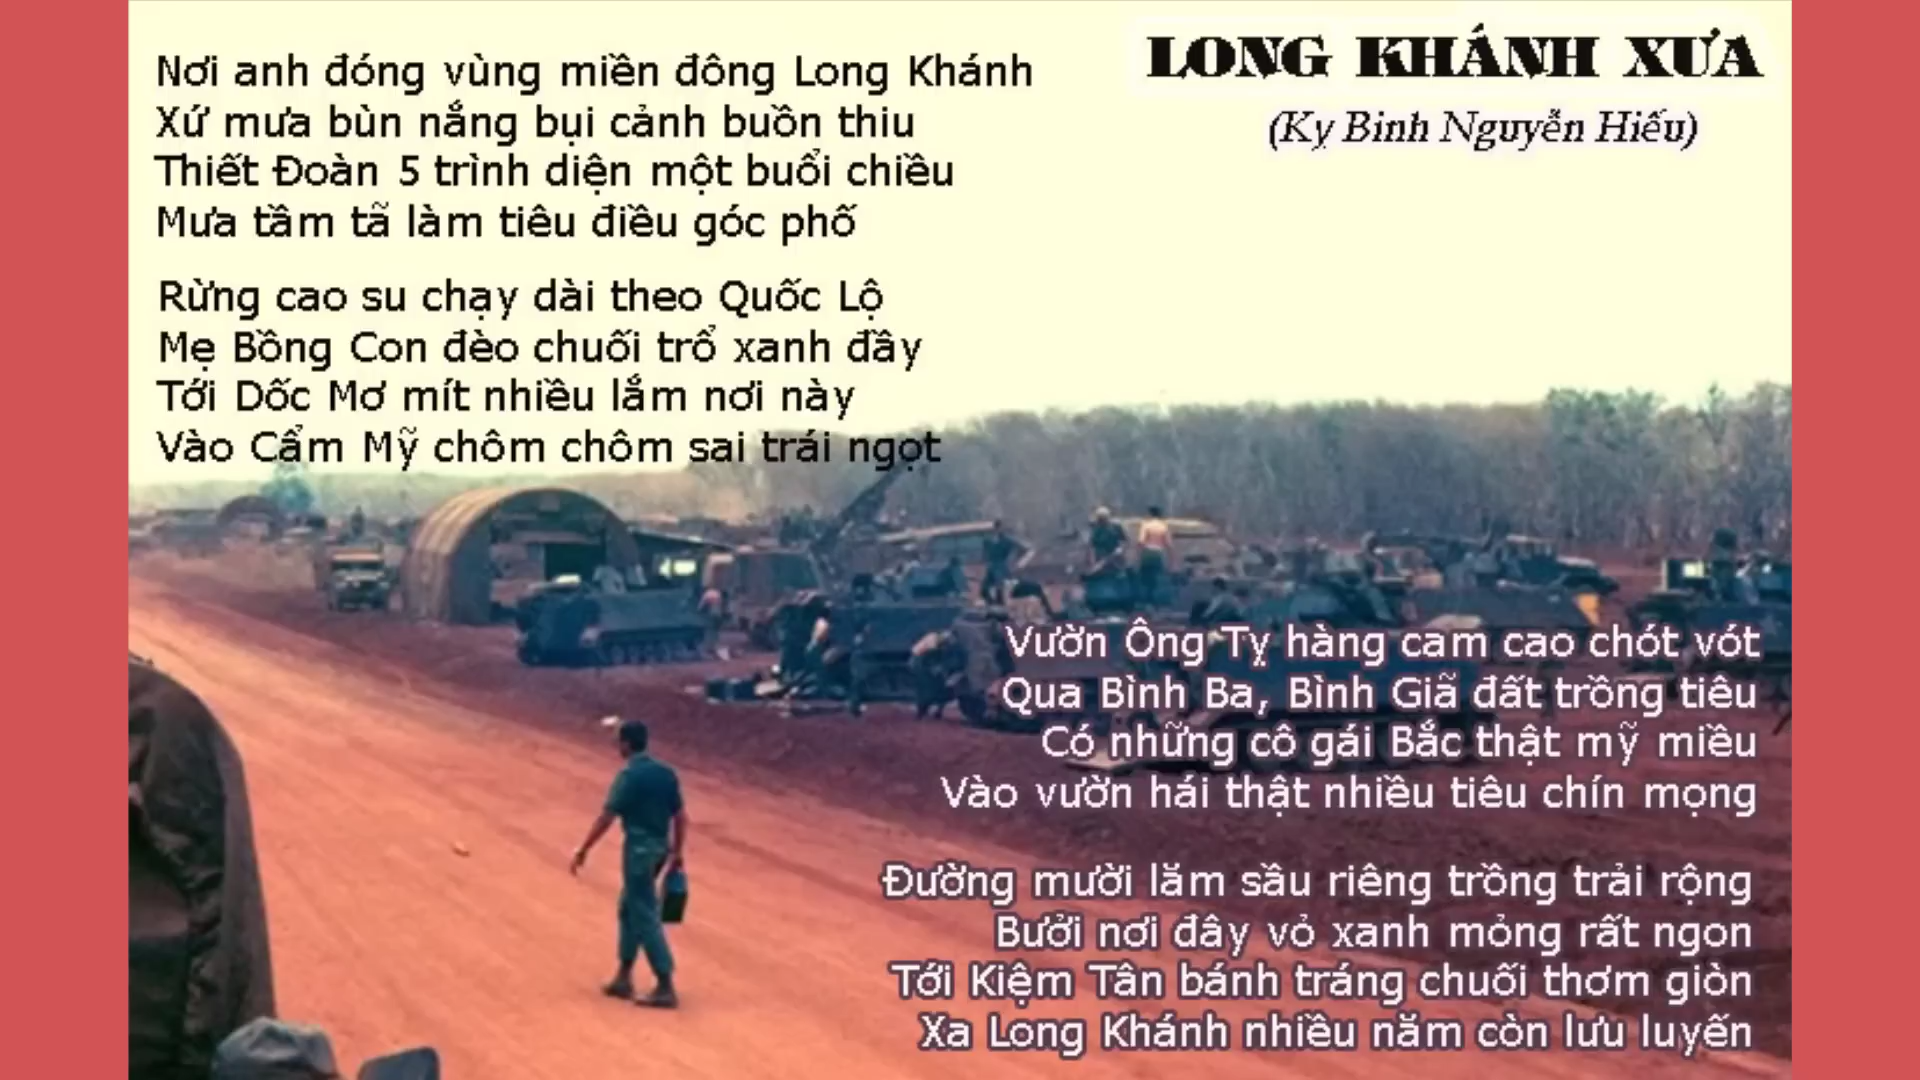 LONG KHÁNH XƯA
(Kỵ Binh Nguyễn Hiếu)
Nơi anh đóng vùng miền đông Long Khánh
Xứ mưa bùn nắng bụi cảnh buồn thiu
Thiết Đoàn 5 trình diện một buổi chiều
Mưa tầm tã làm tiêu điều góc phố
Rừng cao su chạy dài theo Quốc Lộ
Mẹ Bồng Con đèo chuối trổ xanh đầy
Tới Dốc Mơ mít nhiều lắm nơi này
Vào Cẩm Mỹ chôm chôm sai trái ngọt
Vườn Ông Tỵ hàng cam cao chót vót
Qua Bình Ba, Bình Giã đất trồng tiêu
Có những cô gái Bắc thật mỹ miều
Vào vườn hái thật nhiều tiêu chín mọng
Đường mười lăm sầu riêng trồng trải rộng
Bưởi nơi đây vỏ xanh mỏng rất ngon
Tới Kiệm Tân bánh tráng chuối thơm giòn
Xa Long Khánh nhiều năm còn lưu luyến